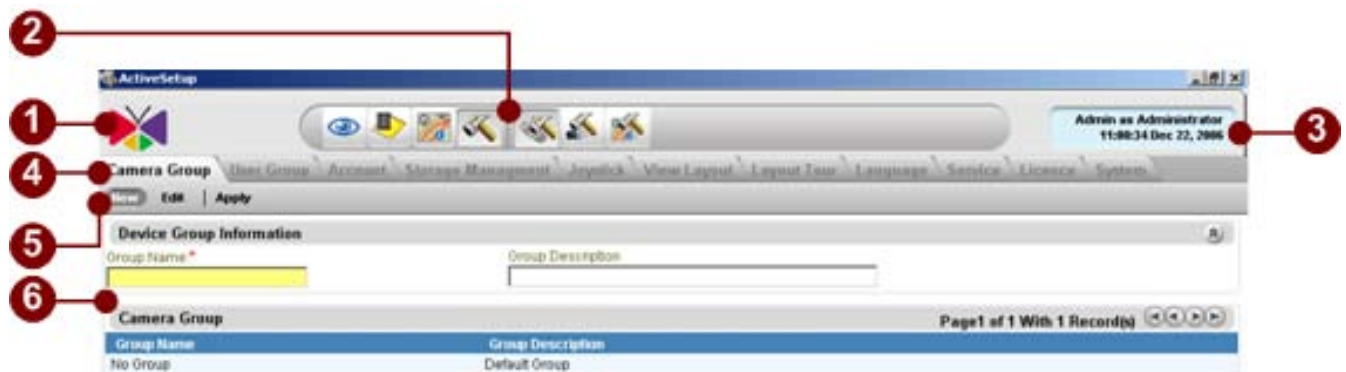 2
ActiveSetup
1
Admin as Administrator
11:08:34 Dec 22, 2006
3
4
Camera Group User Group Account Storage Managment Joystick View Layout Layout Tour Language Service Licence System
New Edit | Apply
5
Device Group Information
Group Name * Group Description
6
Camera Group Page1 of 1 With 1 Record(s)
Group Name Group Description
No Group Default Group